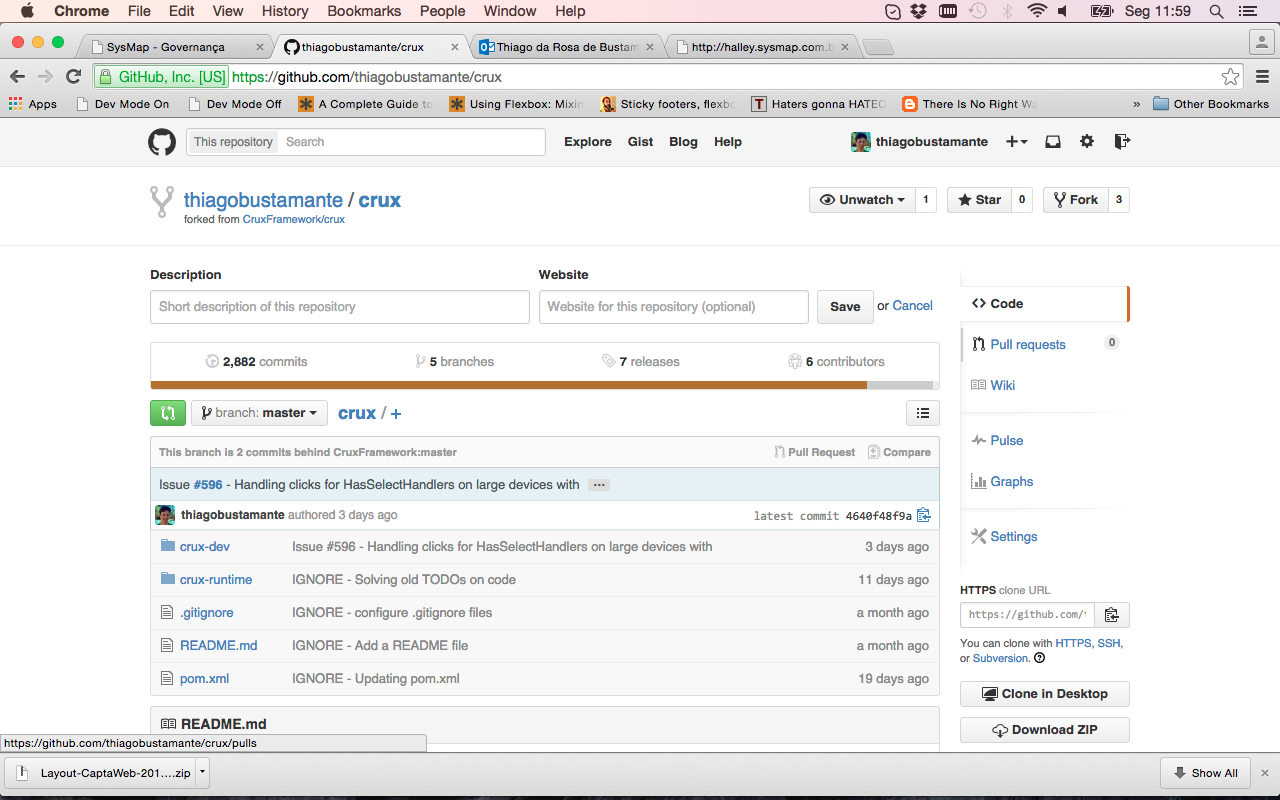 Chrome File Edit View History Bookmarks People Window Help Seg 11:59
SysMap - Governança
thiagobustamante/crux
Thiago da Rosa de Bustam
http://halley.sysmap.com.b
GitHub, Inc. [US] https://github.com/thiagobustamante/crux
Apps Dev Mode On Dev Mode Off A Complete Guide to Using Flexbox: Mixin Sticky footers, flexbo Haters gonna HATEO There Is No Right W » Other Bookmarks
This repository Search Explore Gist Blog Help thiagobustamante
thiagobustamante / crux
forked from CruxFramework/crux
Unwatch 1 Star 0 Fork 3
Description Website
Short description of this repository Website for this repository (optional) Save or Cancel
2,882 commits 5 branches 7 releases 6 contributors
branch: master crux / +
This branch is 2 commits behind CruxFramework:master Pull Request Compare
Issue #596 - Handling clicks for HasSelectHandlers on large devices with ...
thiagobustamante authored 3 days ago latest commit 4640f48f9a
crux-dev Issue #596 - Handling clicks for HasSelectHandlers on large devices with 3 days ago
crux-runtime IGNORE - Solving old TODOs on code 11 days ago
.gitignore IGNORE - configure .gitignore files a month ago
README.md IGNORE - Add a README file a month ago
pom.xml IGNORE - Updating pom.xml 19 days ago
README.md
Code
Pull requests 0
Wiki
Pulse
Graphs
Settings
HTTPS clone URL
https://github.com/
You can clone with HTTPS, SSH,
or Subversion.
Clone in Desktop
Download ZIP
https://github.com/thiagobustamante/crux/pulls
Layout-CaptaWeb-201....zip Show All